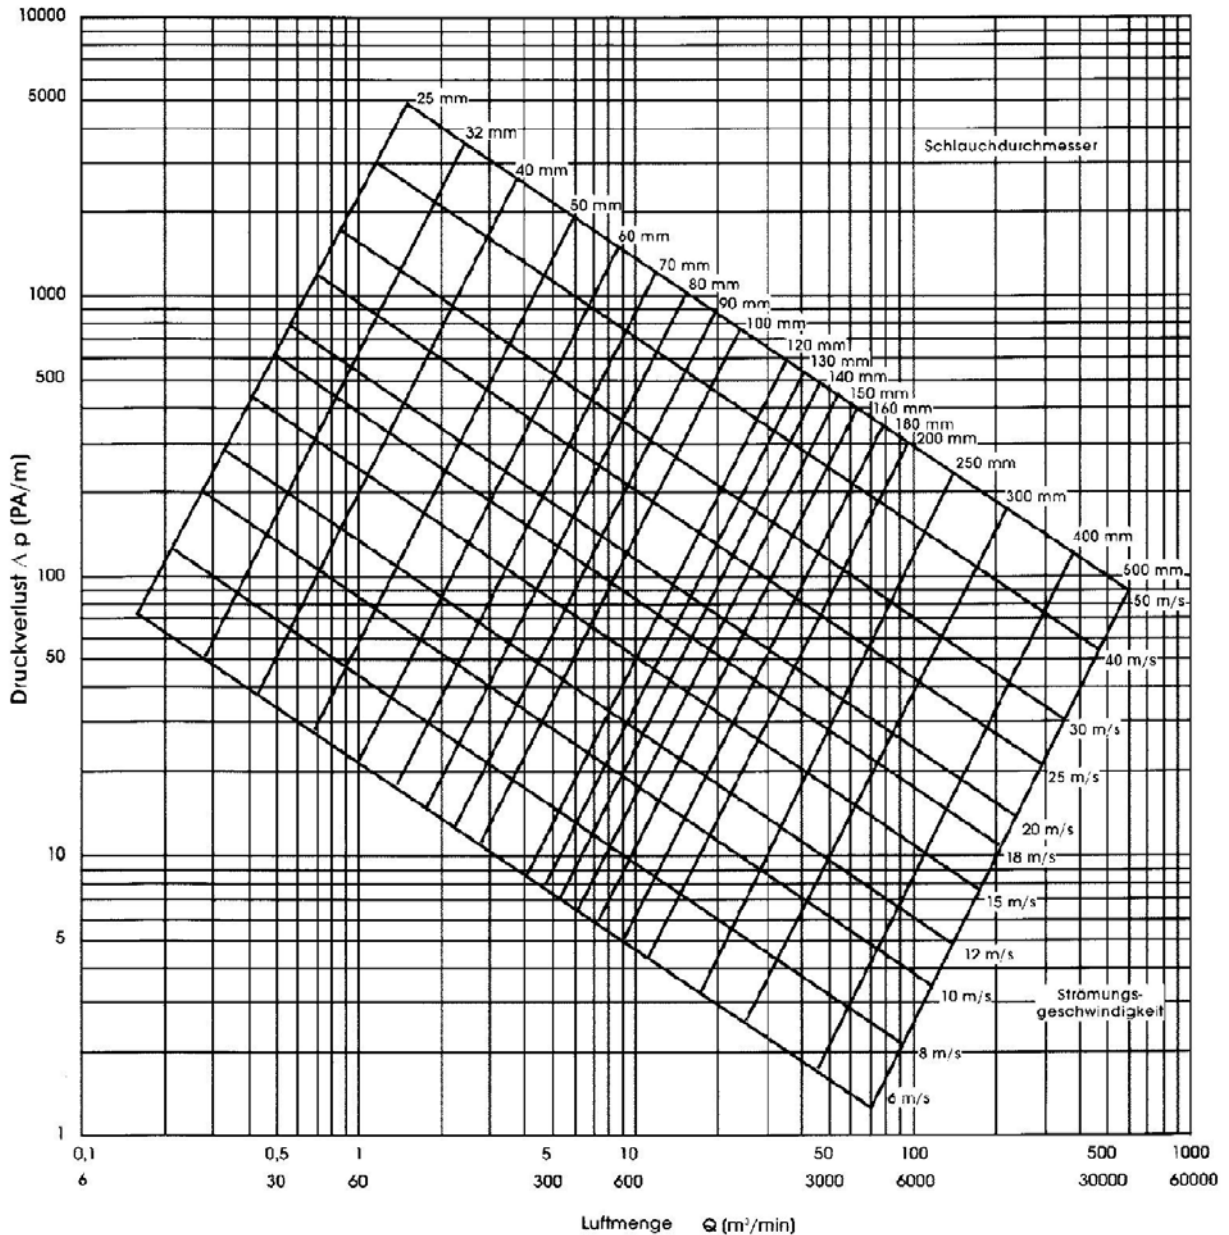 10000
5000
1000
500
100
50
10
5
1
Druckverlust Λ p (PA/m)
25 mm
32 mm
40 mm
50 mm
60 mm
70 mm
80 mm
90 mm
100 mm
120 mm
130 mm
140 mm
150 mm
160 mm
180 mm
200 mm
250 mm
300 mm
400 mm
500 mm
Schlauchdurchmesser
50 m/s
40 m/s
30 m/s
25 m/s
20 m/s
18 m/s
15 m/s
12 m/s
10 m/s
8 m/s
6 m/s
Strömungs-
geschwindigkeit
0,1 0,5 1 5 10 50 100 500 1000
6 30 60 300 600 3000 6000 30000 60000
Luftmenge Q (m³/min)